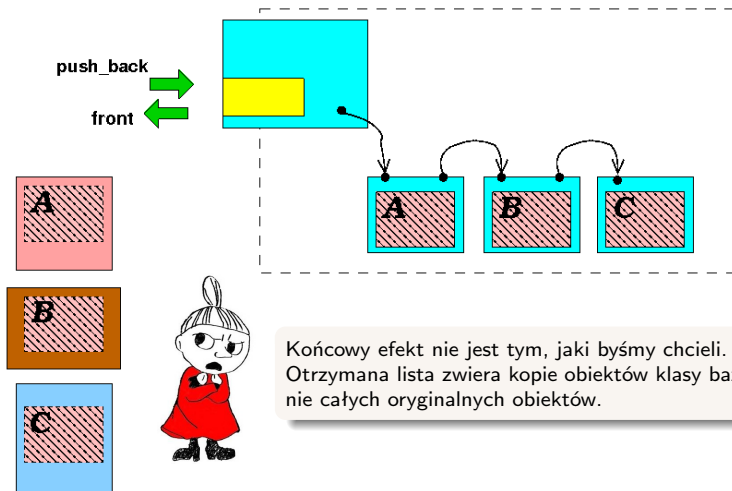 push_back
front
A
B
C
A
B
C
Końcowy efekt nie jest tym, jaki byśmy chcieli.
Otrzymana lista zwiera kopie obiektów klasy
nie całych oryginalnych obiektów.